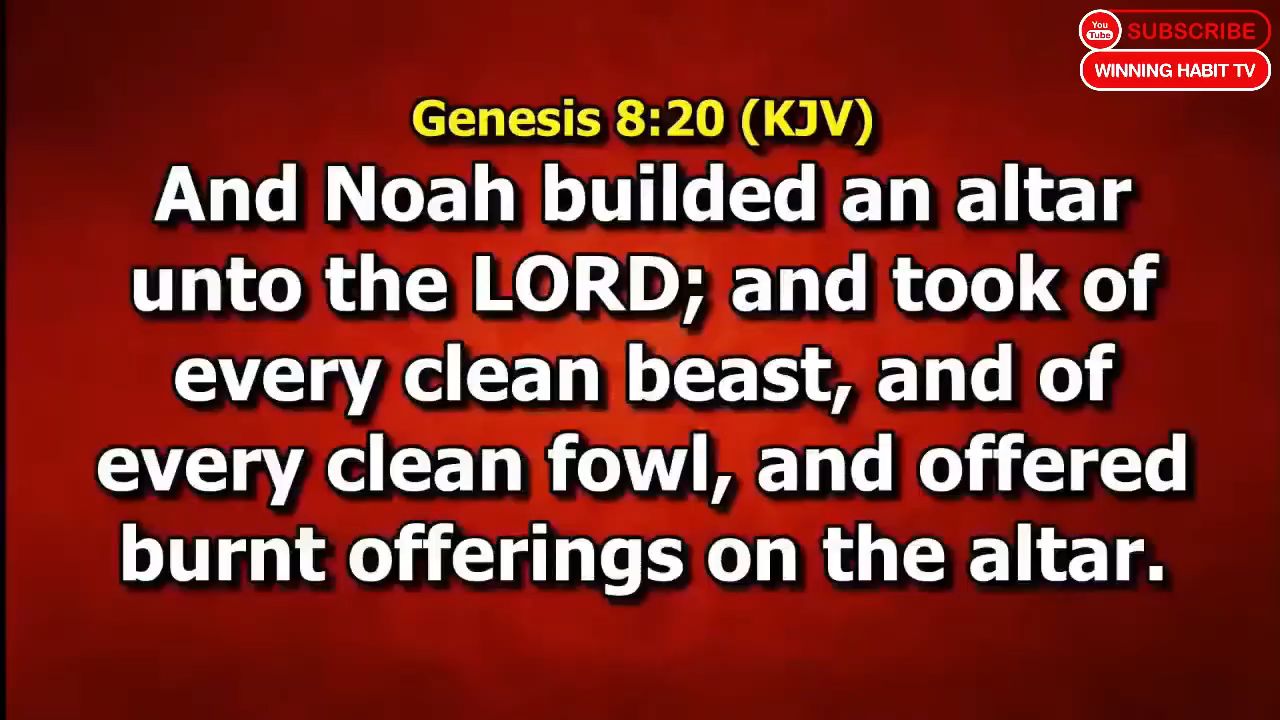 You
Tube
SUBSCRIBE
WINNING HABIT TV
Genesis 8:20 (KJV)
And Noah builded an altar
unto the LORD; and took of
every clean beast, and of
every clean fowl, and offered
burnt offerings on the altar.